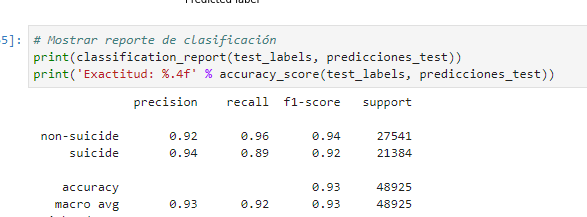 Predicted label
5]: # Mostrar reporte de clasificación
print(classification_report(test_labels, predicciones_test))
print('Exactitud: %.4f' % accuracy_score(test_labels, predicciones_test))
precision recall f1-score support
non-suicide 0.92 0.96 0.94 27541
suicide 0.94 0.89 0.92 21384
accuracy 0.93 48925
macro avg 0.93 0.92 0.93 48925